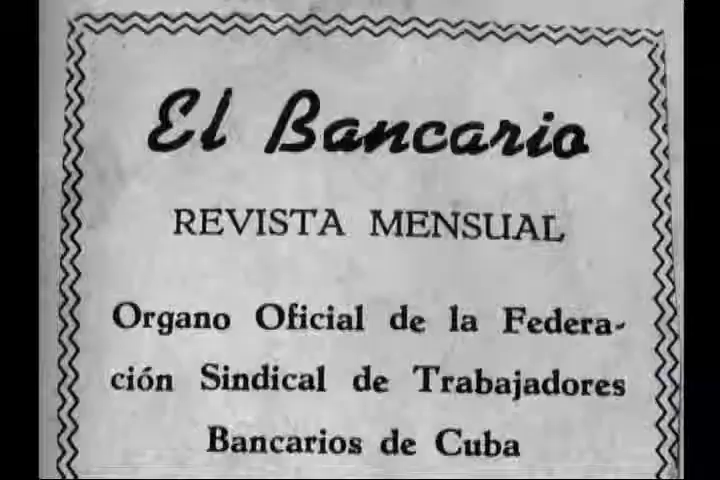 El Bancario
REVISTA MENSUAL
Organo Oficial de la Federa-
ción Sindical de Trabajadores
Bancarios de Cuba